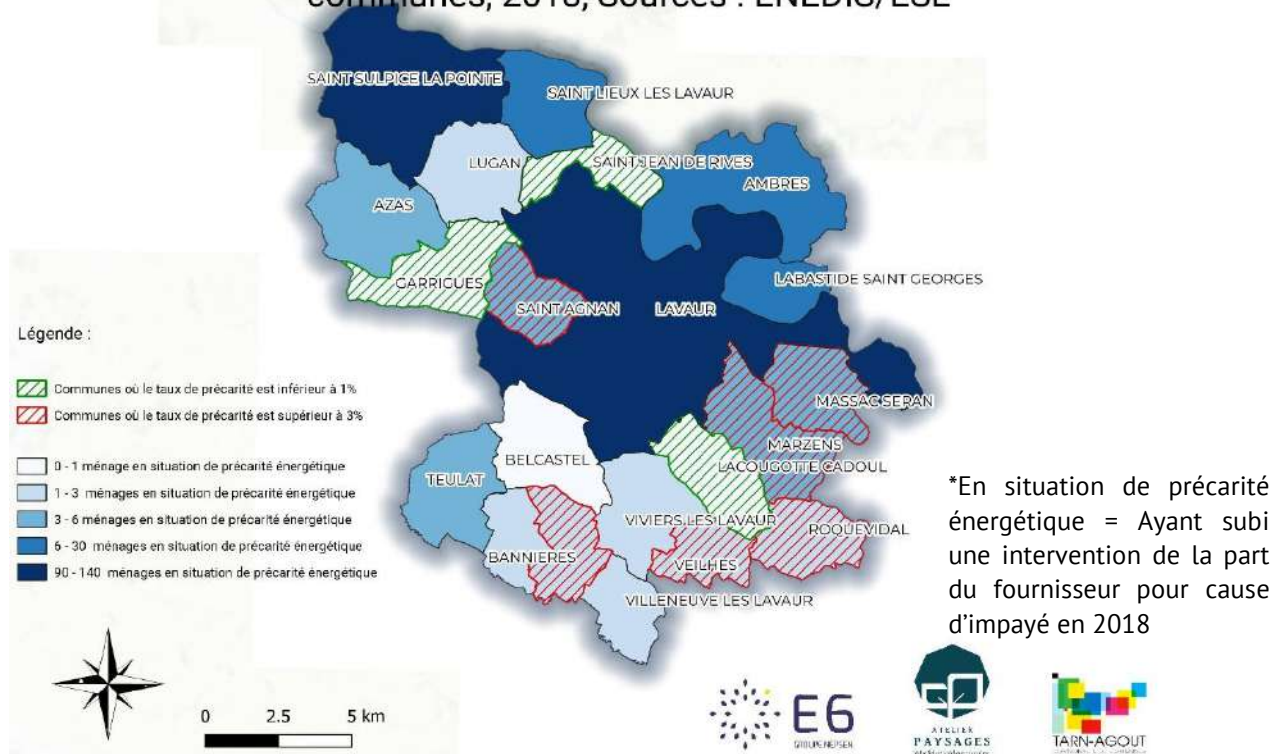 communes, 2018, Sources : ENEDIS/ESL
SAINT SULPICE LA POINTE
SAINT LIEUX LES LAVAUR
LUGAN
SAINT JEAN DE RIVES
AMBRES
AZAS
LABASTIDE SAINT GEORGES
GARRIGUES
SAINT AGNAN
LAVAUR
Légende :
Communes où le taux de précarité est inférieur à 1%
Communes où le taux de précarité est supérieur à 3%
MASSAC SERAN
MARZENS
BELCASTEL
LACOUGOTTE CADOUL
0 - 1 ménage en situation de précarité énergétique
TEULAT
1 - 3 ménages en situation de précarité énergétique
3 - 6 ménages en situation de précarité énergétique
VIVIERS LES LAVAUR
ROQUEVIDAL
6 - 30 ménages en situation de précarité énergétique
BANNIERES
VEILHES
90 - 140 ménages en situation de précarité énergétique
VILLENEUVE LES LAVAUR
*En situation de précarité
énergétique = Ayant subi
une intervention de la part
du fournisseur pour cause
d'impayé en 2018
0 2.5 5 km
E6
GROUPE NEPSEN
ATELIER
PAYSAGES
TARN-AGOUT